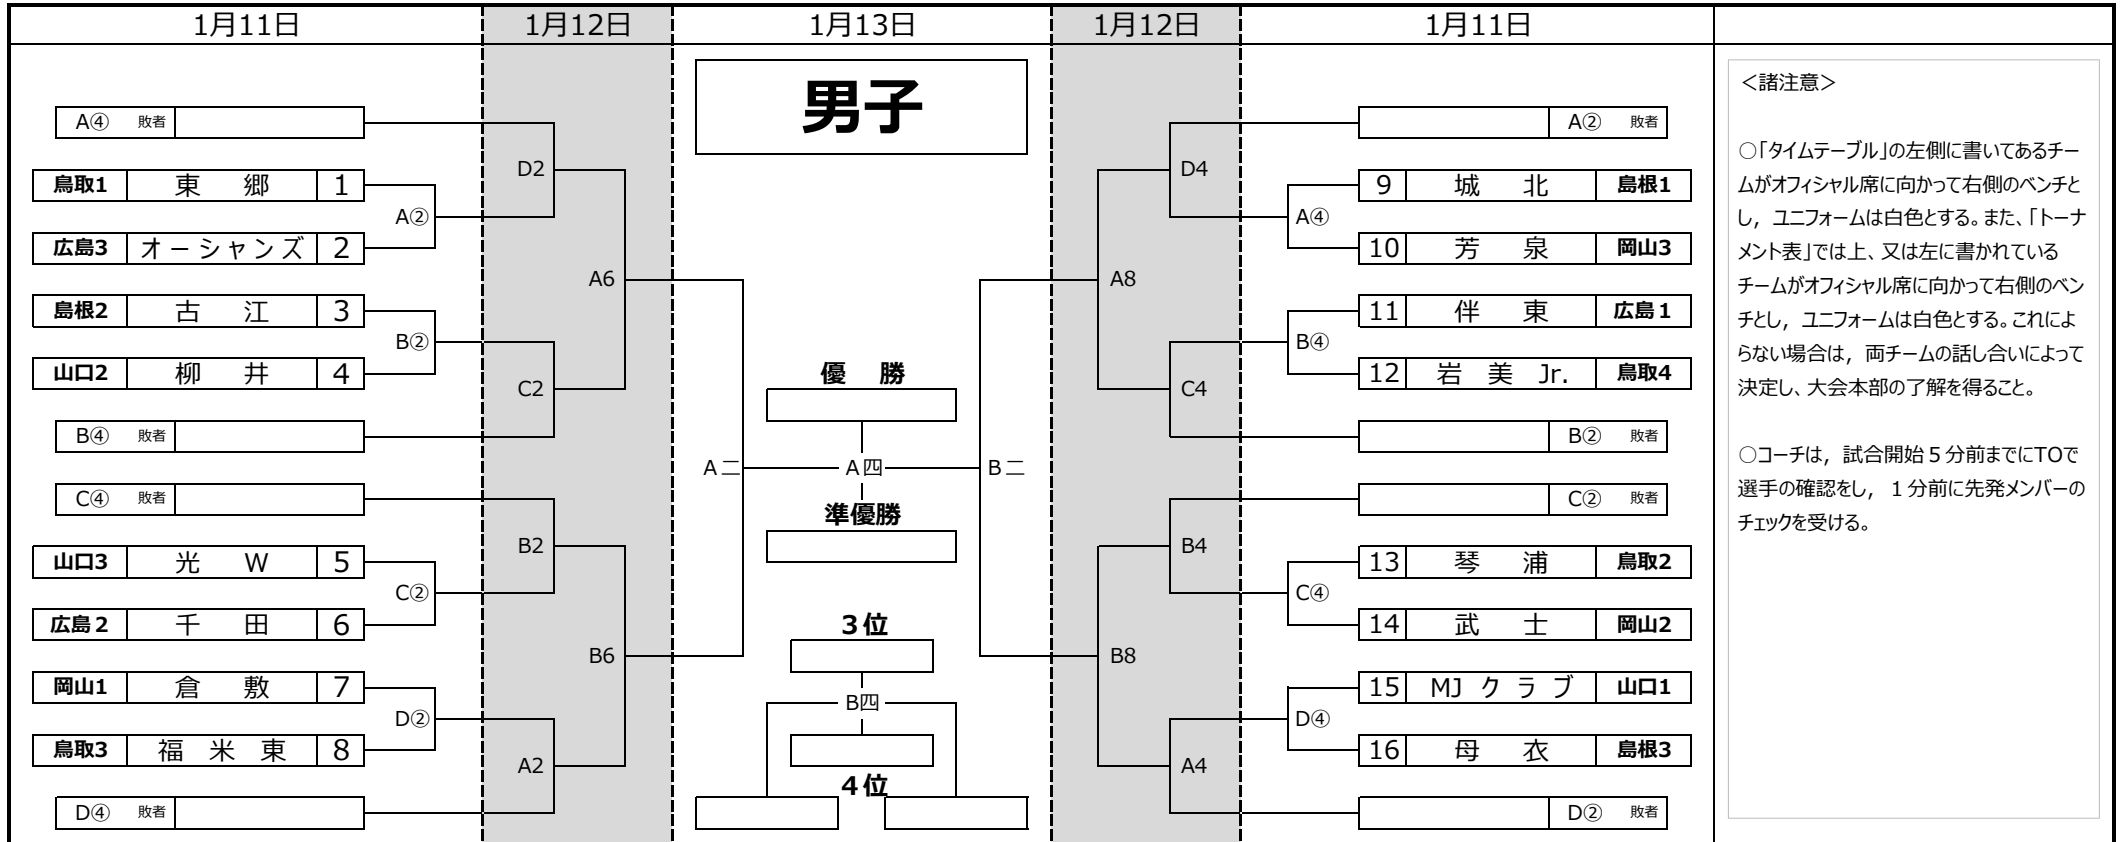 1月11日 1月12日 1月13日 1月12日 1月11日
男子
A④ 敗者
鳥取1 東 郷 1
A②
広島3 オーシャンズ 2
D2
島根2 古 江 3
B②
山口2 柳 井 4
C2
A6
B④ 敗者
C④ 敗者
山口3 光 W 5
C②
広島2 千 田 6
B2
岡山1 倉 敷 7
D②
鳥取3 福 米 東 8
A2
B6
D④ 敗者
A二
優 勝
A四
準優勝
B二
3位
B四
4位
A② 敗者
D4
9 城 北 島根1
A④
10 芳 泉 岡山3
A8
11 伴 東 広島1
B④
12 岩 美 Jr. 鳥取4
C4
B② 敗者
C② 敗者
B4
13 琴 浦 鳥取2
C④
14 武 士 岡山2
B8
15 MJ クラブ 山口1
D④
16 母 衣 島根3
A4
D② 敗者
＜諸注意＞
○「タイムテーブル」の左側に書いてあるチー
ムがオフィシャル席に向かって右側のベンチと
し，ユニフォームは白色とする。また、「トーナ
メント表」では上、又は左に書かれている
チームがオフィシャル席に向かって右側のベン
チとし，ユニフォームは白色とする。これによ
らない場合は，両チームの話し合いによって
決定し、大会本部の了解を得ること。
○コーチは，試合開始５分前までにTOで
選手の確認をし，１分前に先発メンバーの
チェックを受ける。